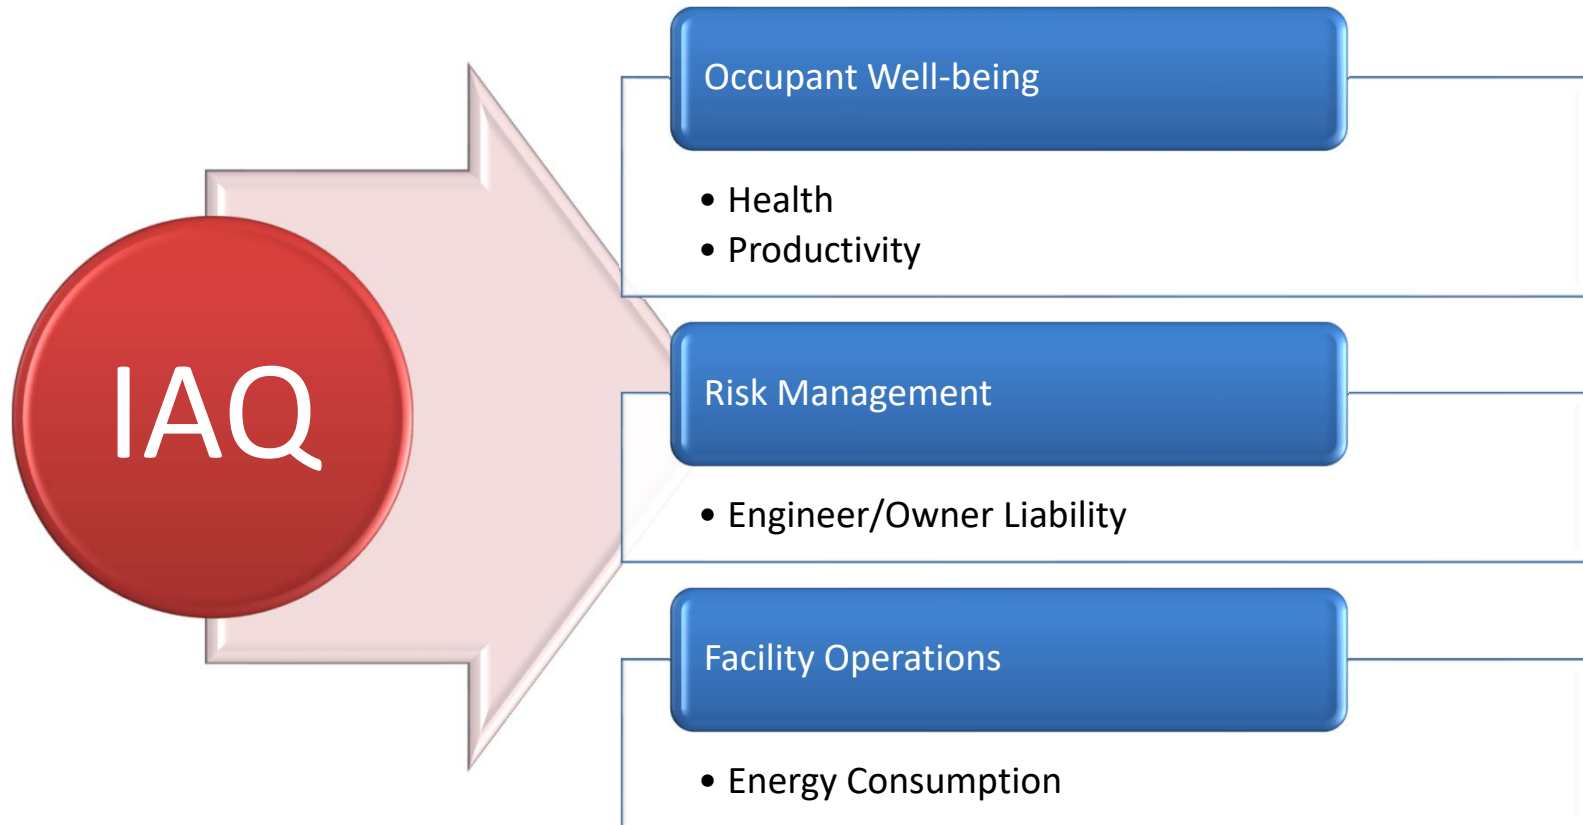 IAQ
Occupant Well-being
• Health
• Productivity
Risk Management
• Engineer/Owner Liability
Facility Operations
• Energy Consumption